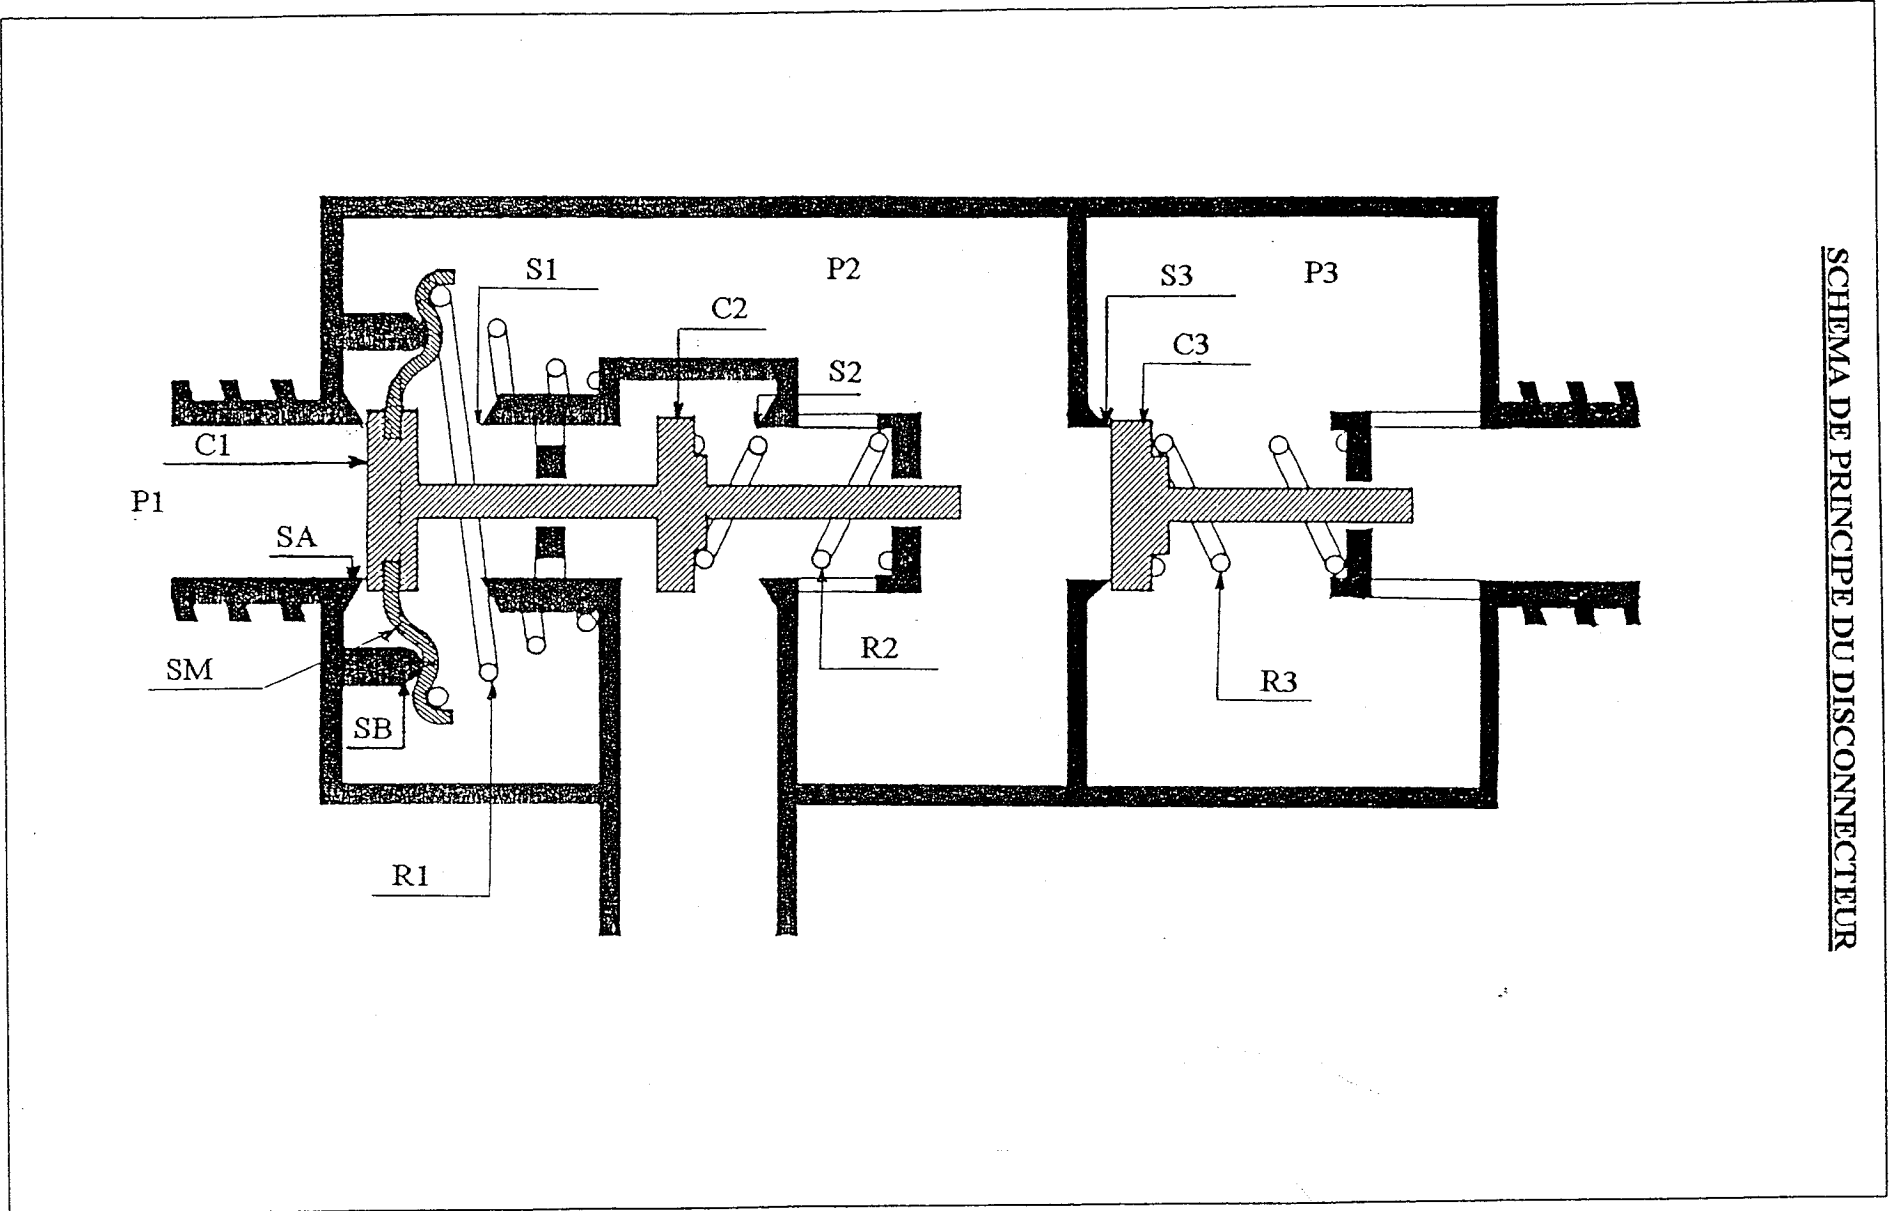 SCHEMA DE PRINCIPE DU DISCONNECTEUR
S1
P2
S3
P3
C2
C3
S2
C1
P1
SA
SM
R2
R3
SB
R1